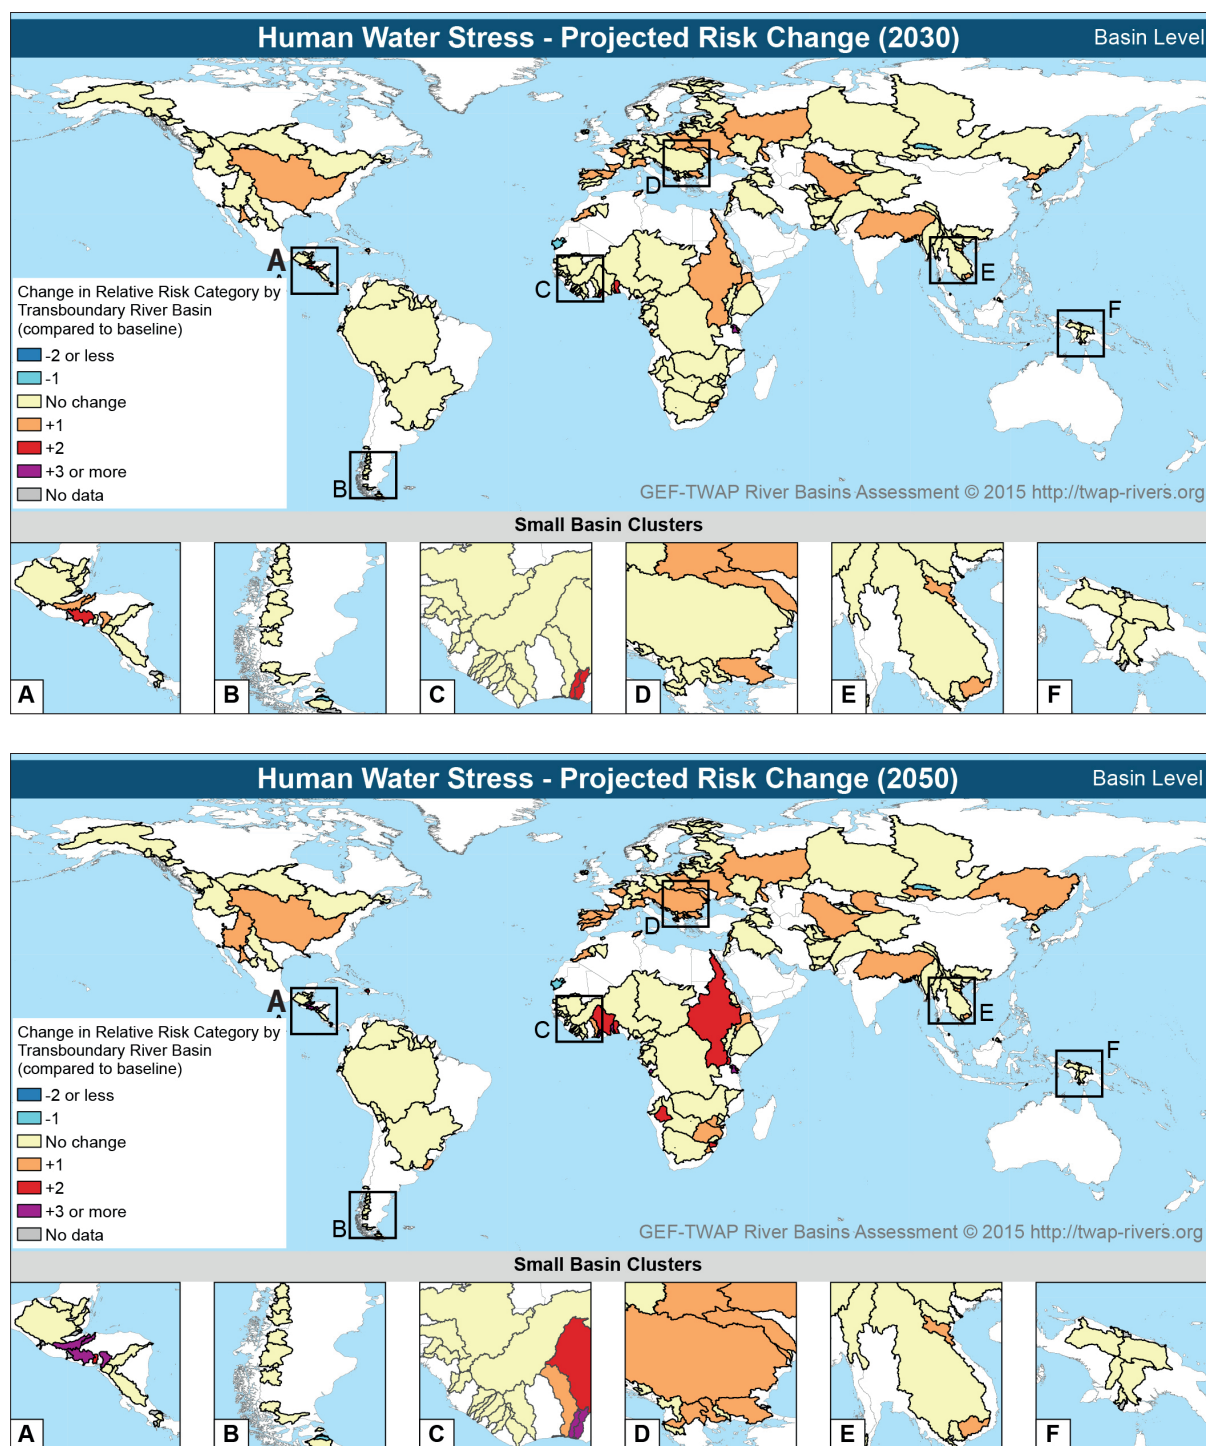 Human Water Stress - Projected Risk Change (2030)
Basin Level
A
B
C
D
E
F
Change in Relative Risk Category by
Transboundary River Basin
(compared to baseline)
-2 or less
-1
No change
+1
+2
+3 or more
No data
GEF-TWAP River Basins Assessment © 2015 http://twap-rivers.org
Small Basin Clusters
A
B
C
D
E
F
Human Water Stress - Projected Risk Change (2050)
Basin Level
A
B
C
D
E
F
Change in Relative Risk Category by
Transboundary River Basin
(compared to baseline)
-2 or less
-1
No change
+1
+2
+3 or more
No data
GEF-TWAP River Basins Assessment © 2015 http://twap-rivers.org
Small Basin Clusters
A
B
C
D
E
F